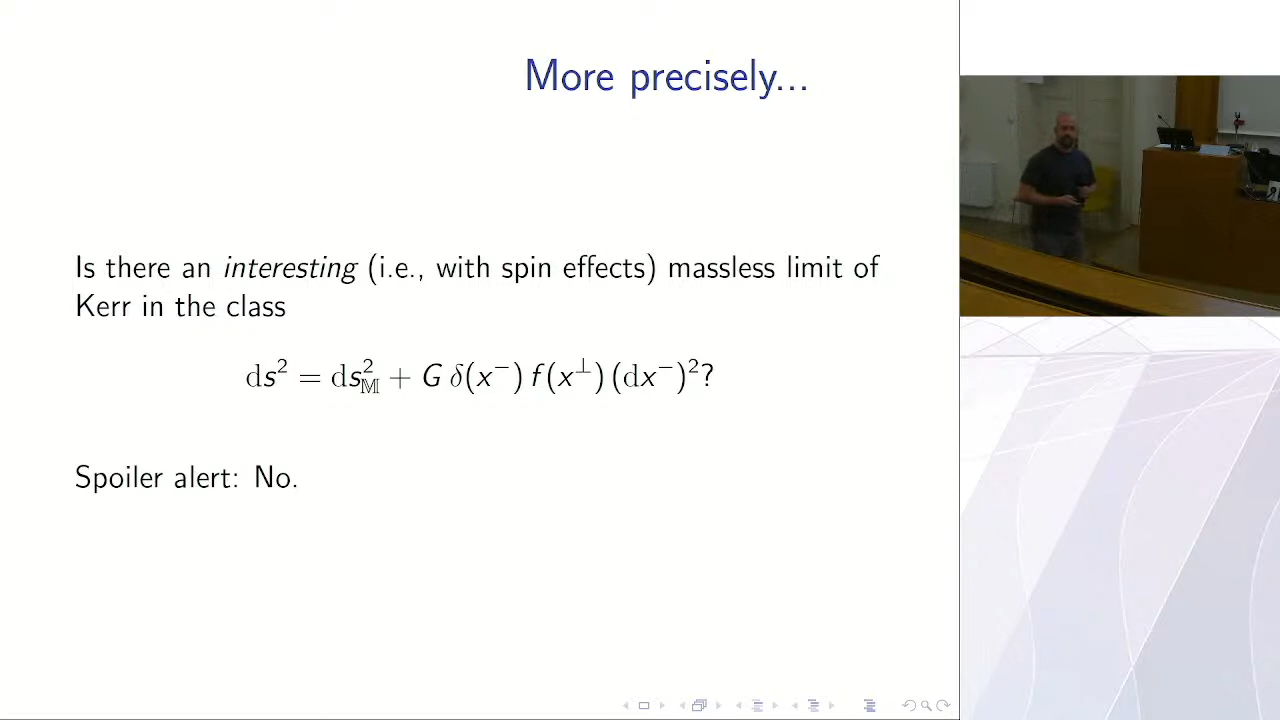 More precisely...
Is there an interesting (i.e., with spin effects) massless limit of
Kerr in the class
ds² = ds²_𝕄 + G δ(x⁻) f(x^⊥) (dx⁻)²?
Spoiler alert: No.